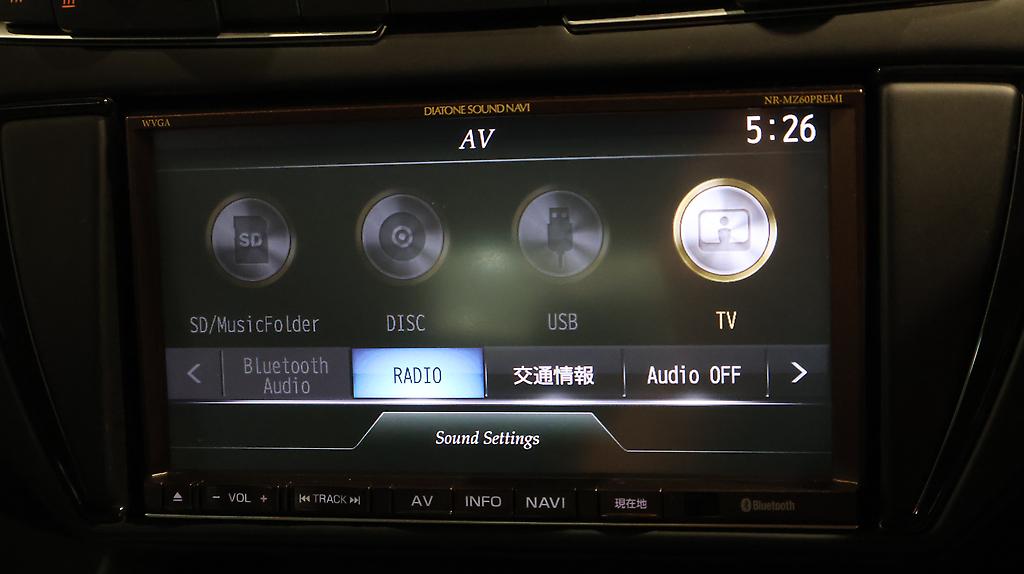 DIATONE SOUND NAVI
NR-MZ60PREMI
WVGA
AV
5:26
SD
SD/MusicFolder
DISC
USB
TV
Bluetooth
Audio
RADIO
交通情報
Audio OFF
Sound Settings
− VOL +
TRACK
AV
INFO
NAVI
現在地
Bluetooth